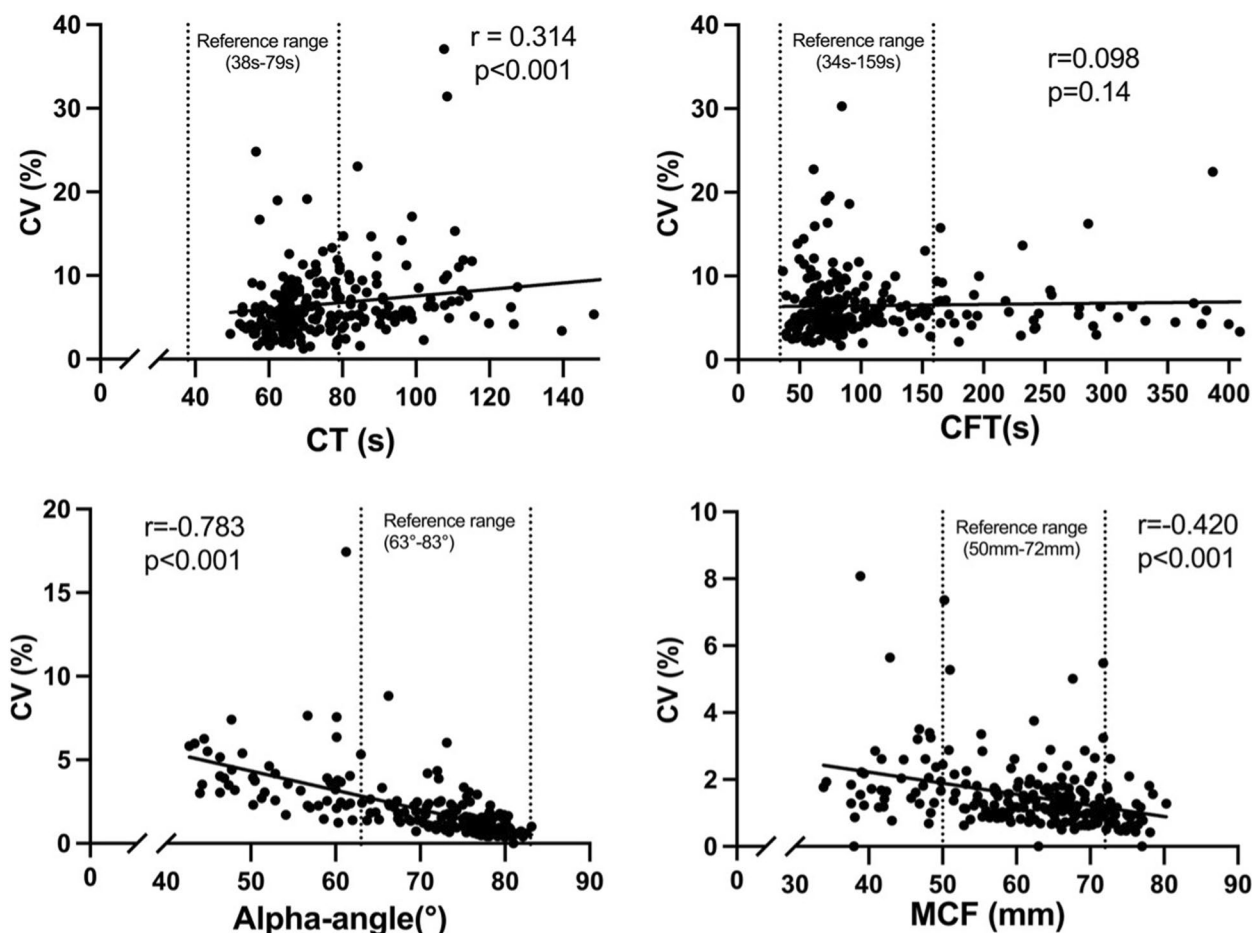 40
30
20
10
0
CV (%)
Reference range
(38s-79s)
r = 0.314
p<0.001
0 40 60 80 100 120 140
CT (s)
40
30
20
10
0
CV (%)
Reference range
(34s-159s)
r=0.098
p=0.14
0 50 100 150 200 250 300 350 400
CFT(s)
20
15
10
5
0
CV (%)
r=-0.783
p<0.001
Reference range
(63°-83°)
0 40 50 60 70 80 90
Alpha-angle(°)
10
8
6
4
2
0
CV (%)
Reference range
(50mm-72mm)
r=-0.420
p<0.001
0 30 40 50 60 70 80 90
MCF (mm)